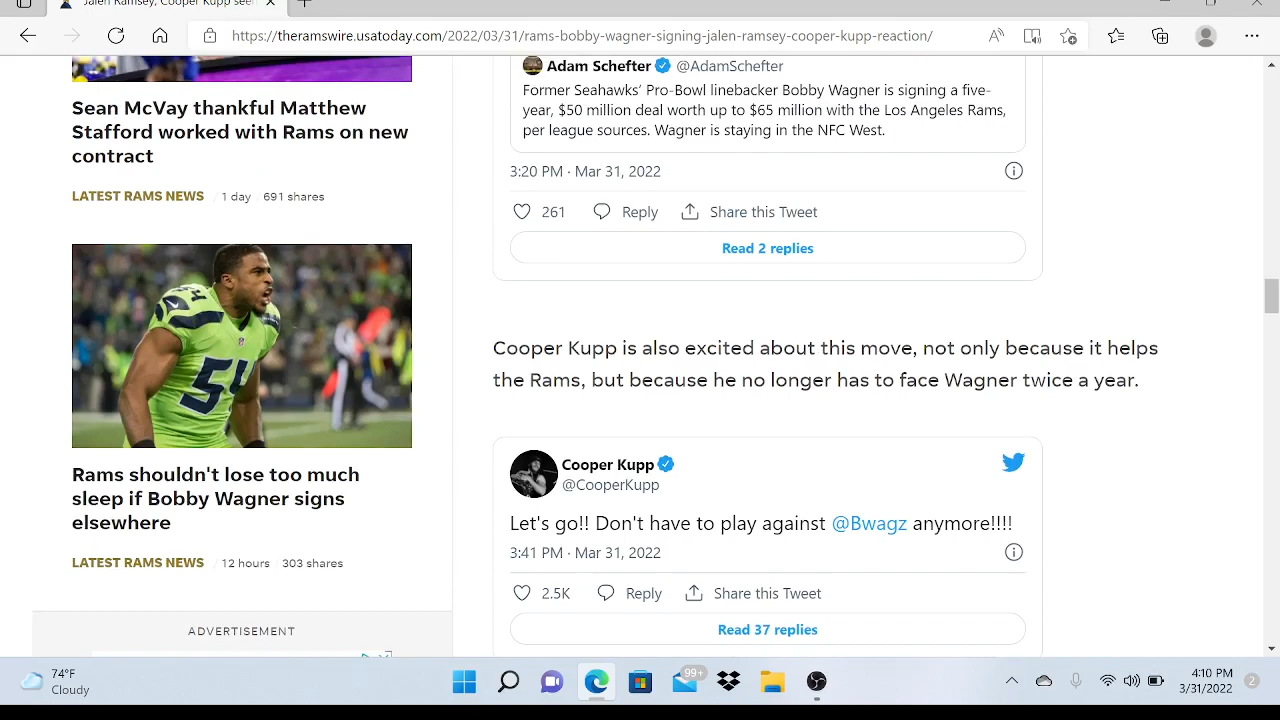 Jalen Ramsey, Cooper Kupp seem
https://theramswire.usatoday.com/2022/03/31/rams-bobby-wagner-signing-jalen-ramsey-cooper-kupp-reaction/
Sean McVay thankful Matthew
Stafford worked with Rams on new
contract
LATEST RAMS NEWS / 1 day 691 shares
54
Rams shouldn't lose too much
sleep if Bobby Wagner signs
elsewhere
LATEST RAMS NEWS / 12 hours 303 shares
ADVERTISEMENT
Adam Schefter @AdamSchefter
Former Seahawks' Pro-Bowl linebacker Bobby Wagner is signing a five-
year, $50 million deal worth up to $65 million with the Los Angeles Rams,
per league sources. Wagner is staying in the NFC West.
3:20 PM · Mar 31, 2022
261 Reply Share this Tweet
Read 2 replies
Cooper Kupp is also excited about this move, not only because it helps
the Rams, but because he no longer has to face Wagner twice a year.
Cooper Kupp
@CooperKupp
Let's go!! Don't have to play against @Bwagz anymore!!!!
3:41 PM · Mar 31, 2022
2.5K Reply Share this Tweet
Read 37 replies
74°F
Cloudy
99+
4:10 PM
3/31/2022
2